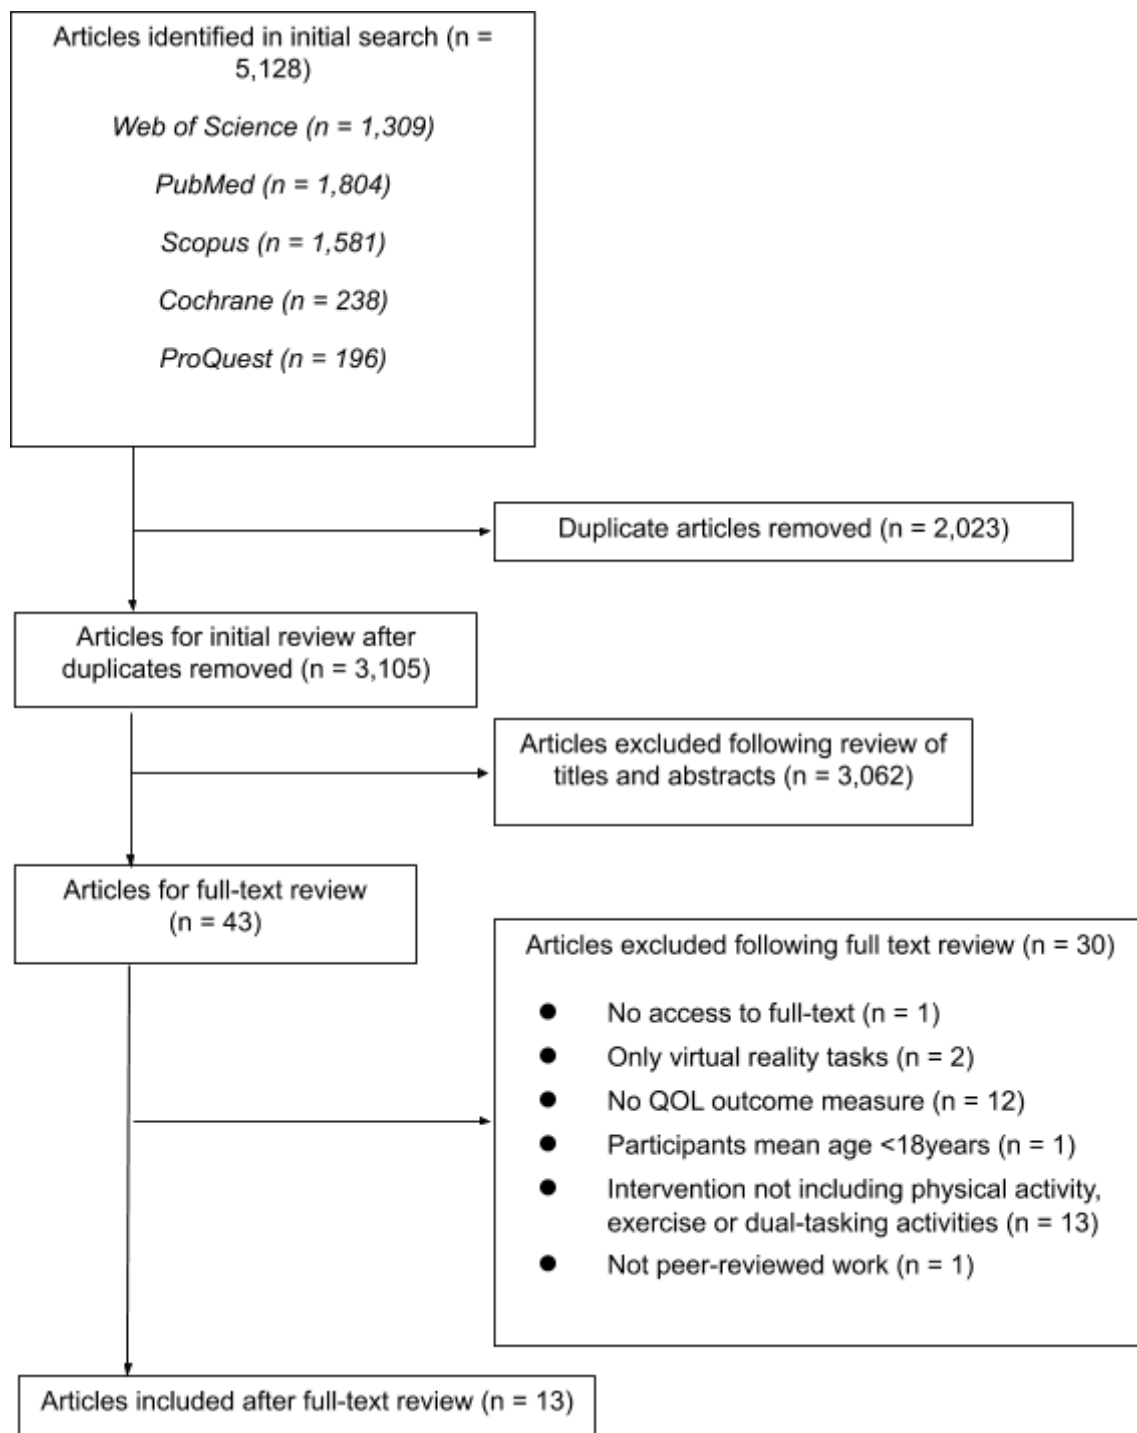 Articles identified in initial search (n =
5,128)
Web of Science (n = 1,309)
PubMed (n = 1,804)
Scopus (n = 1,581)
Cochrane (n = 238)
ProQuest (n = 196)
Duplicate articles removed (n = 2,023)
Articles for initial review after
duplicates removed (n = 3,105)
Articles excluded following review of
titles and abstracts (n = 3,062)
Articles for full-text review
(n = 43)
Articles excluded following full text review (n = 30)
● No access to full-text (n = 1)
● Only virtual reality tasks (n = 2)
● No QOL outcome measure (n = 12)
● Participants mean age <18years (n = 1)
● Intervention not including physical activity,
exercise or dual-tasking activities (n = 13)
● Not peer-reviewed work (n = 1)
Articles included after full-text review (n = 13)